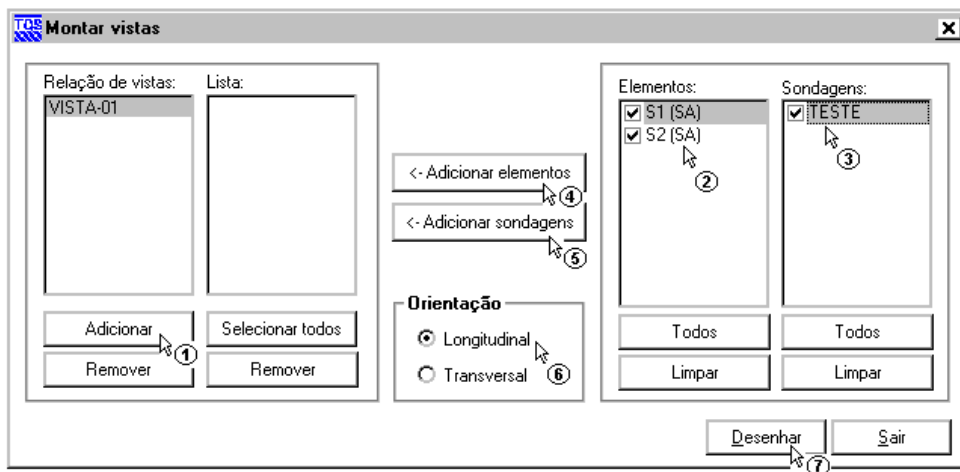 TQS Montar vistas
Relação de vistas: Lista:
VISTA-01
Adicionar Selecionar todos
1
Remover Remover
<- Adicionar elementos
4
<- Adicionar sondagens
5
Orientação
Longitudinal
Transversal 6
Elementos: Sondagens:
S1 (SA) TESTE
S2 (SA)
2 3
Todos Todos
Limpar Limpar
Desenhar Sair
7